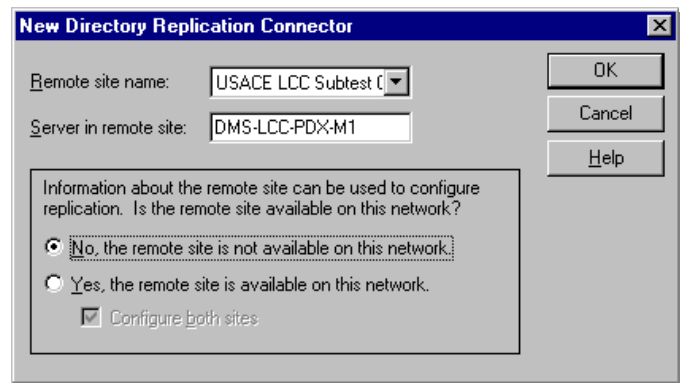 New Directory Replication Connector
Remote site name: USACE LCC Subtest
OK
Server in remote site: DMS-LCC-PDX-M1
Cancel
Help
Information about the remote site can be used to configure
replication. Is the remote site available on this network?
No, the remote site is not available on this network.
Yes, the remote site is available on this network.
Configure both sites